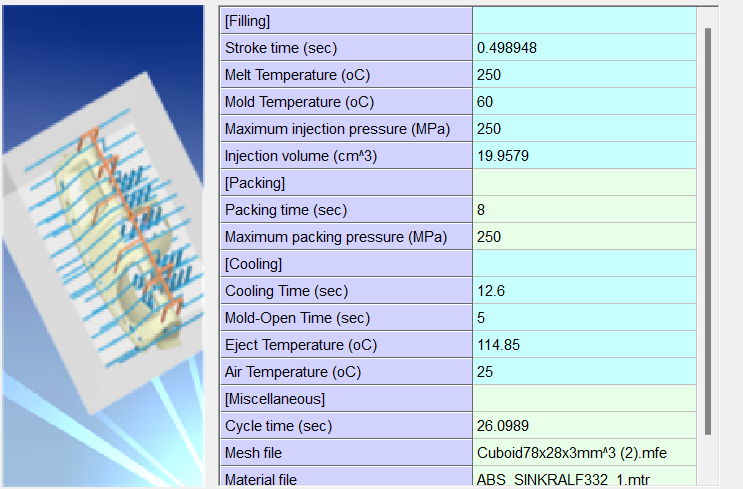 [Filling]
Stroke time (sec) 0.498948
Melt Temperature (oC) 250
Mold Temperature (oC) 60
Maximum injection pressure (MPa) 250
Injection volume (cm^3) 19.9579
[Packing]
Packing time (sec) 8
Maximum packing pressure (MPa) 250
[Cooling]
Cooling Time (sec) 12.6
Mold-Open Time (sec) 5
Eject Temperature (oC) 114.85
Air Temperature (oC) 25
[Miscellaneous]
Cycle time (sec) 26.0989
Mesh file Cuboid78x28x3mm^3 (2).mfe
Material file ABS_SINKRALF332_1.mtr